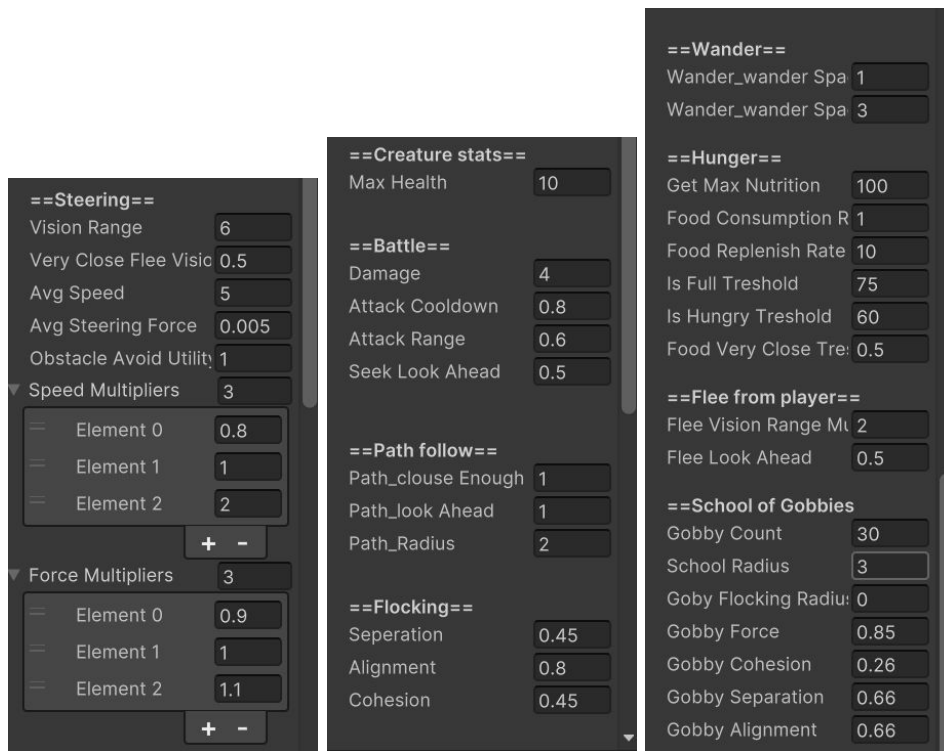 ==Steering==
Vision Range 6
Very Close Flee Visio 0.5
Avg Speed 5
Avg Steering Force 0.005
Obstacle Avoid Utility 1
Speed Multipliers 3
Element 0 0.8
Element 1 1
Element 2 2
+ -
Force Multipliers 3
Element 0 0.9
Element 1 1
Element 2 1.1
+ -
==Creature stats==
Max Health 10
==Battle==
Damage 4
Attack Cooldown 0.8
Attack Range 0.6
Seek Look Ahead 0.5
==Path follow==
Path_clouse Enough 1
Path_look Ahead 1
Path_Radius 2
==Flocking==
Seperation 0.45
Alignment 0.8
Cohesion 0.45
==Wander==
Wander_wander Spa 1
Wander_wander Spa 3
==Hunger==
Get Max Nutrition 100
Food Consumption R 1
Food Replenish Rate 10
Is Full Treshold 75
Is Hungry Treshold 60
Food Very Close Tre 0.5
==Flee from player==
Flee Vision Range Mu 2
Flee Look Ahead 0.5
==School of Gobbies
Gobby Count 30
School Radius 3
Goby Flocking Radiu 0
Gobby Force 0.85
Gobby Cohesion 0.26
Gobby Separation 0.66
Gobby Alignment 0.66